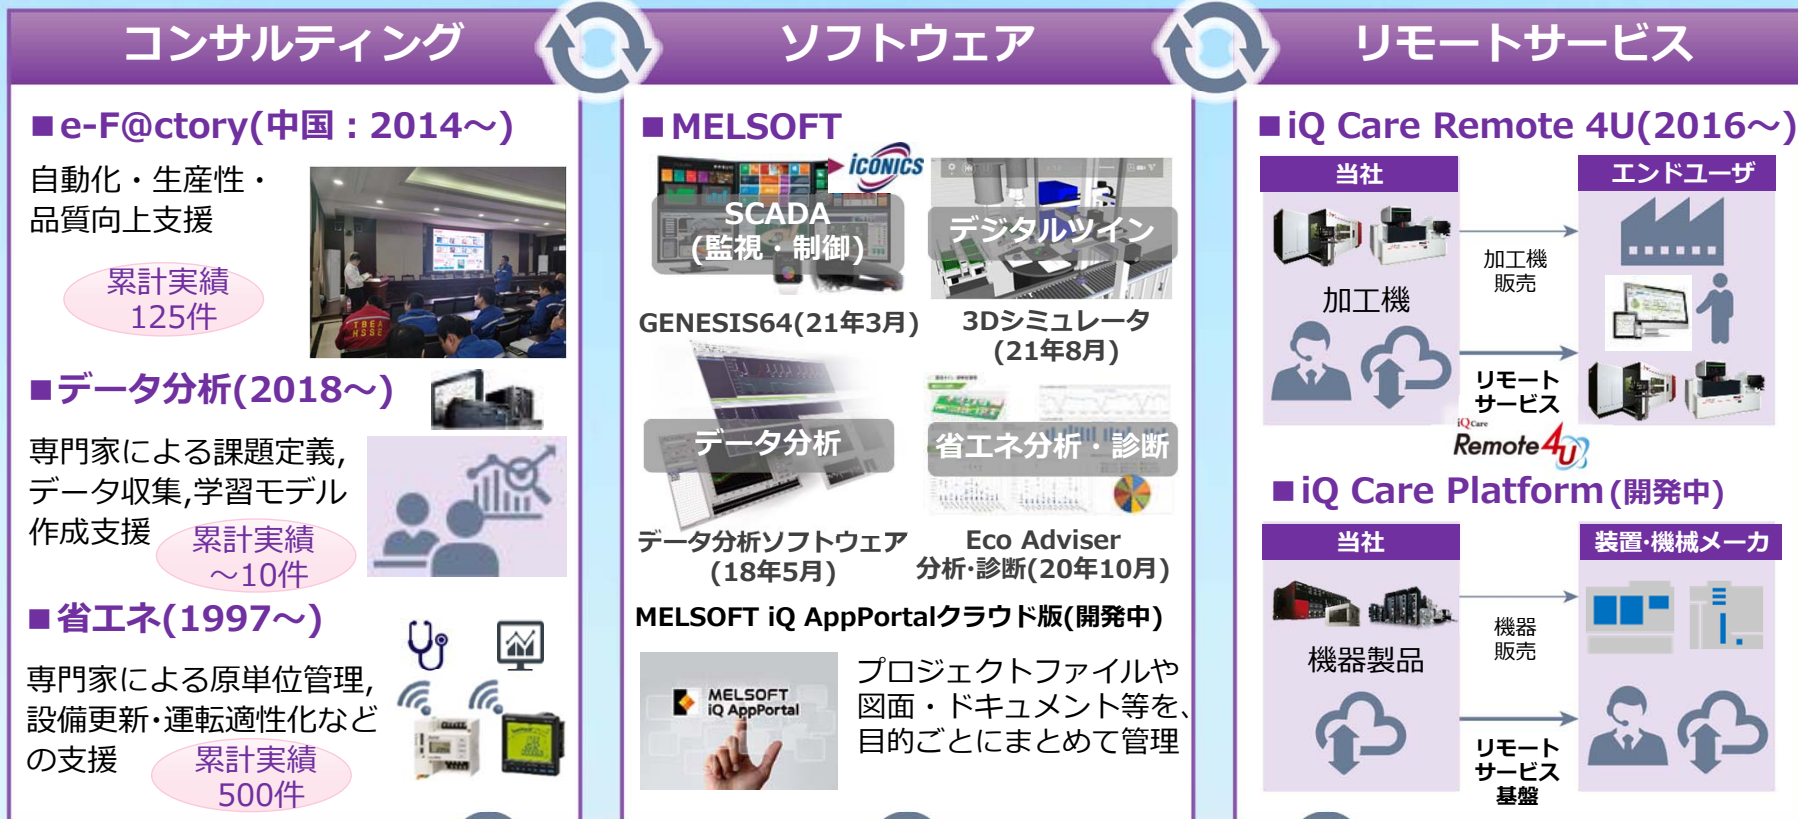 コンサルティング
■e-F@ctory(中国：2014～)
自動化・生産性・
品質向上支援
累計実績
125件
TBEA
HSSE
■データ分析(2018～)
専門家による課題定義,
データ収集,学習モデル
作成支援
累計実績
～10件
■省エネ(1997～)
専門家による原単位管理,
設備更新･運転適性化など
の支援
累計実績
500件
ソフトウェア
■MELSOFT
ICONICS
SCADA
(監視・制御)
GENESIS64(21年3月)
デジタルツイン
3Dシミュレータ
(21年8月)
データ分析
データ分析ソフトウェア
(18年5月)
省エネ分析・診断
Eco Adviser
分析･診断(20年10月)
MELSOFT iQ AppPortalクラウド版(開発中)
MELSOFT
iQ AppPortal
プロジェクトファイルや
図面・ドキュメント等を、
目的ごとにまとめて管理
リモートサービス
■iQ Care Remote 4U(2016～)
当社
加工機
加工機
販売
リモート
サービス
iQ Care
Remote4U
エンドユーザ
■iQ Care Platform(開発中)
当社
機器製品
機器
販売
リモート
サービス
基盤
装置･機械メーカ